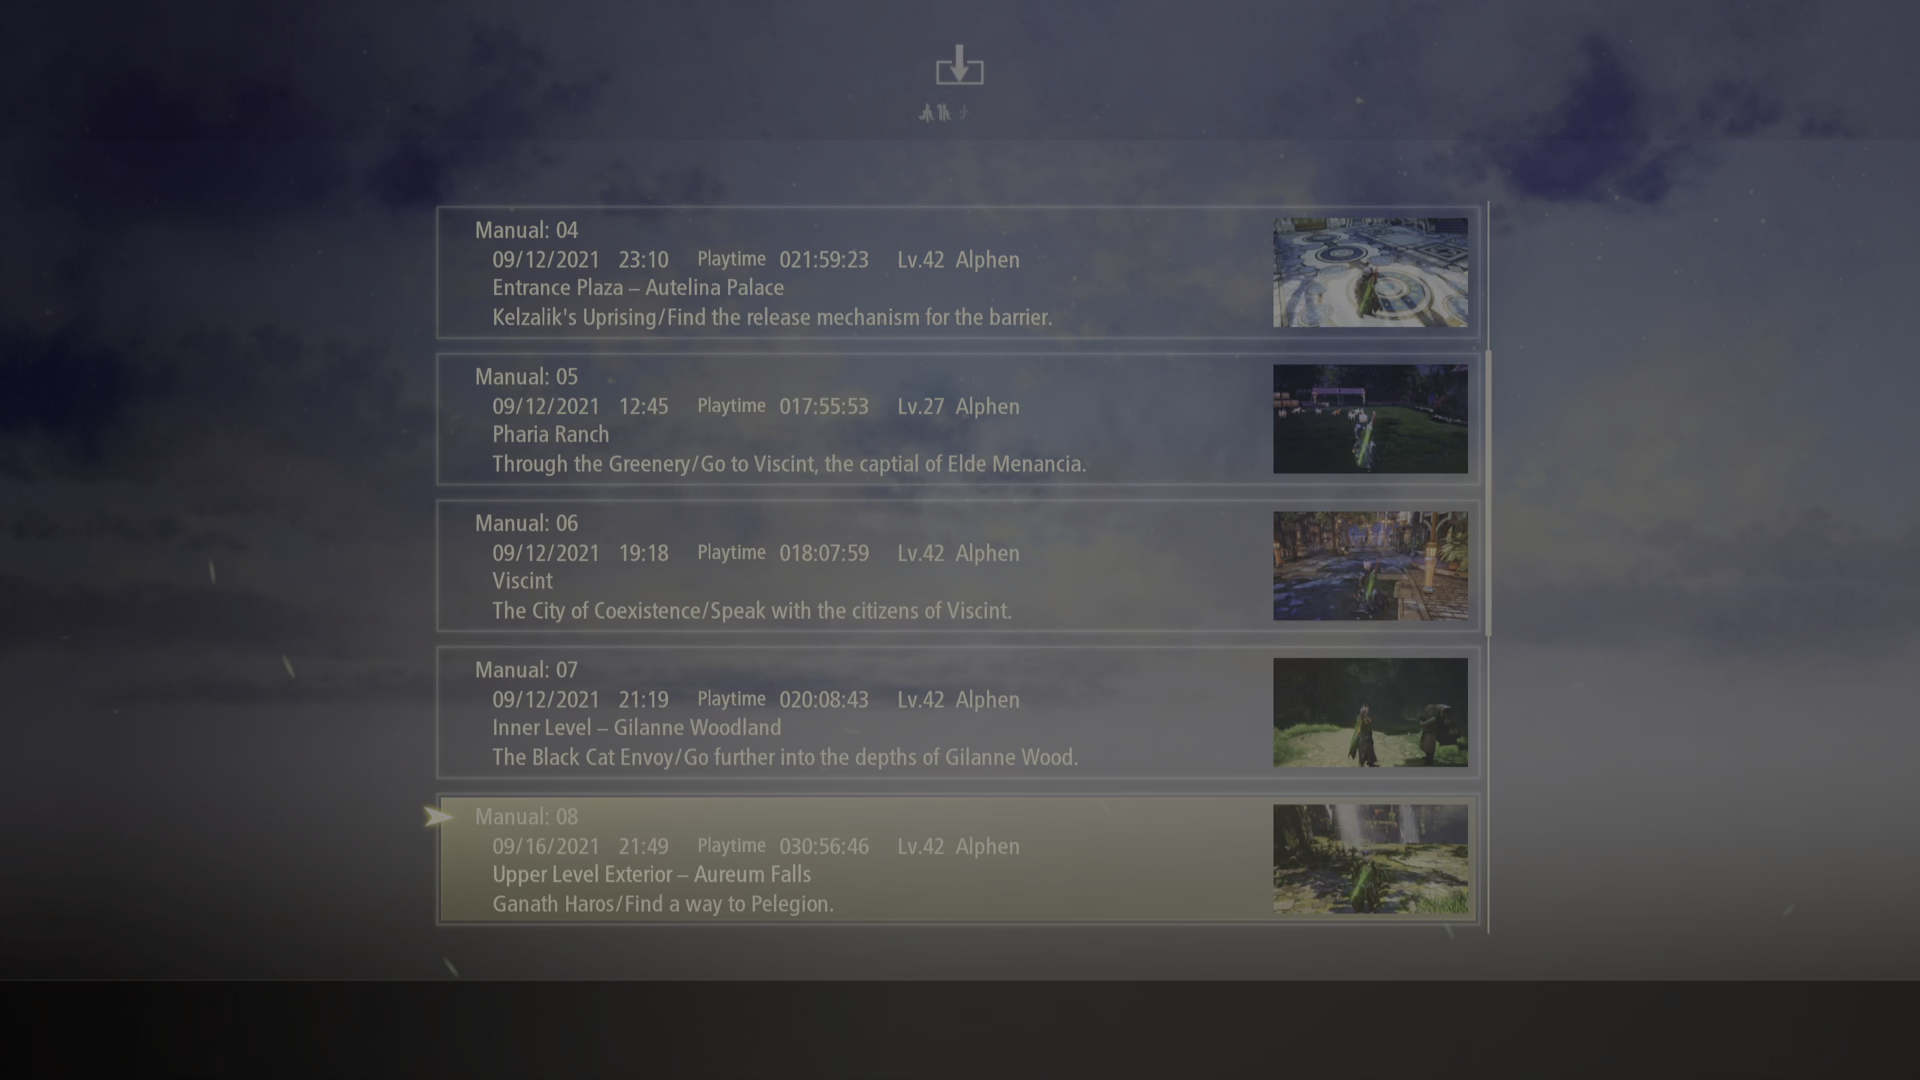 Manual: 04
09/12/2021 23:10 Playtime 021:59:23 Lv.42 Alphen
Entrance Plaza – Autelina Palace
Kelzalik's Uprising/Find the release mechanism for the barrier.
Manual: 05
09/12/2021 12:45 Playtime 017:55:53 Lv.27 Alphen
Pharia Ranch
Through the Greenery/Go to Viscint, the captial of Elde Menancia.
Manual: 06
09/12/2021 19:18 Playtime 018:07:59 Lv.42 Alphen
Viscint
The City of Coexistence/Speak with the citizens of Viscint.
Manual: 07
09/12/2021 21:19 Playtime 020:08:43 Lv.42 Alphen
Inner Level – Gilanne Woodland
The Black Cat Envoy/Go further into the depths of Gilanne Wood.
Manual: 08
09/16/2021 21:49 Playtime 030:56:46 Lv.42 Alphen
Upper Level Exterior – Aureum Falls
Ganath Haros/Find a way to Pelegion.